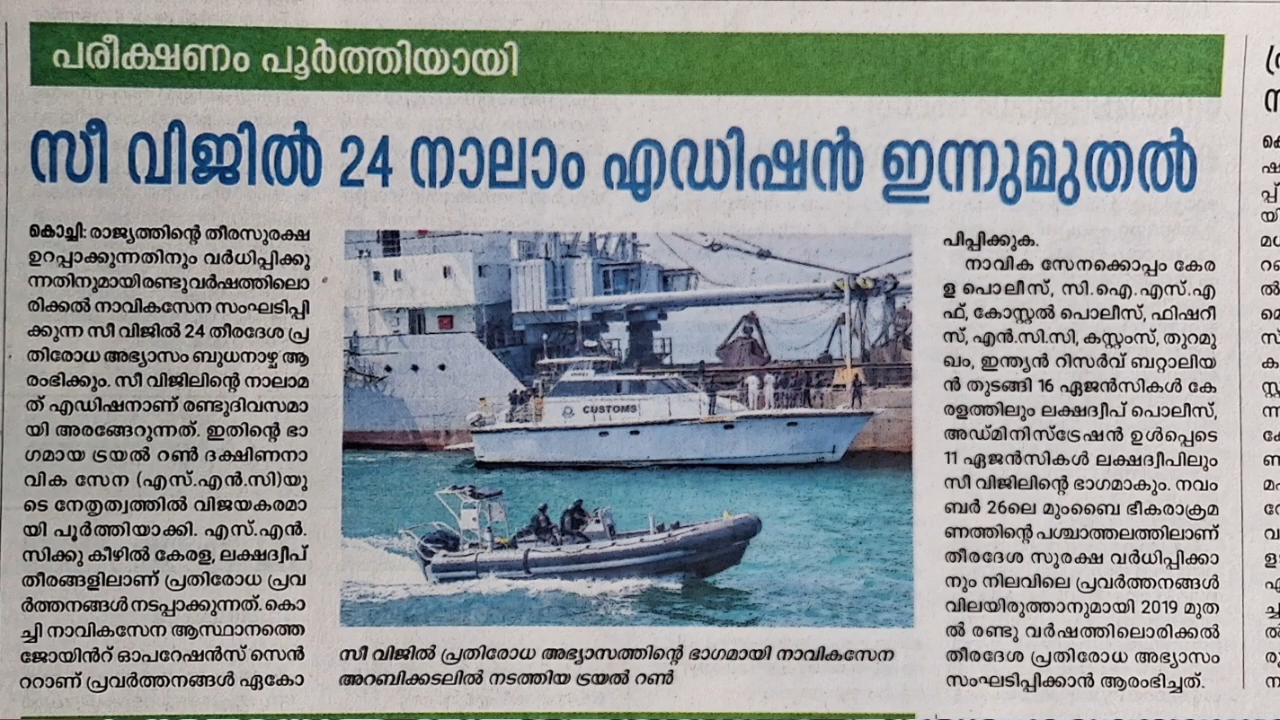 പരീക്ഷണം പൂർത്തിയായി
സീ വിജിൽ 24 നാലാം എഡിഷൻ ഇന്നുമുതൽ
കൊച്ചി: രാജ്യത്തിന്റെ തീരസുരക്ഷ
ഉറപ്പാക്കുന്നതിനും വർധിപ്പിക്കു
ന്നതിനുമായിരണ്ടുവർഷത്തിലൊ
രിക്കൽ നാവികസേന സംഘടിപ്പി
ക്കുന്ന സീ വിജിൽ 24 തീരദേശ പ്ര
തിരോധ അഭ്യാസം ബുധനാഴ്ച ആ
രംഭിക്കും. സീ വിജിലിന്റെ നാലാമ
ത് എഡിഷനാണ് രണ്ടുദിവസമാ
യി അരങ്ങേറുന്നത്. ഇതിന്റെ ഭാ
ഗമായ ട്രയൽ റൺ ദക്ഷിണനാ
വിക സേന (എസ്.എൻ.സി)യു
ടെ നേതൃത്വത്തിൽ വിജയകരമാ
യി പൂർത്തിയാക്കി. എസ്.എൻ.
സിക്കു കീഴിൽ കേരള, ലക്ഷദ്വീപ്
തീരങ്ങളിലാണ് പ്രതിരോധ പ്രവ
ർത്തനങ്ങൾ നടപ്പാക്കുന്നത്. കൊ
ച്ചി നാവികസേന ആസ്ഥാനത്തെ
ജോയിൻറ് ഓപറേഷൻസ് സെൻ
ററാണ് പ്രവർത്തനങ്ങൾ ഏകോ
CUSTOMS
സീ വിജിൽ പ്രതിരോധ അഭ്യാസത്തിന്റെ ഭാഗമായി നാവികസേന
അറബിക്കടലിൽ നടത്തിയ ട്രയൽ റൺ
പിപ്പിക്കുക.
നാവിക സേനക്കൊപ്പം കേര
ള പൊലീസ്, സി.ഐ.എസ്.എ
ഫ്, കോസ്റ്റൽ പൊലീസ്, ഫിഷറീ
സ്, എൻ.സി.സി, കസ്റ്റംസ്, തുറമു
ഖം, ഇന്ത്യൻ റിസർവ് ബറ്റാലിയ
ൻ തുടങ്ങി 16 ഏജൻസികൾ കേ
രളത്തിലും ലക്ഷദ്വീപ് പൊലീസ്,
അഡ്മിനിസ്ട്രേഷൻ ഉൾപ്പെടെ
11 ഏജൻസികൾ ലക്ഷദ്വീപിലും
സീ വിജിലിന്റെ ഭാഗമാകും. നവം
ബർ 26ലെ മുംബൈ ഭീകരാക്രമ
ണത്തിന്റെ പശ്ചാത്തലത്തിലാണ്
തീരദേശ സുരക്ഷ വർധിപ്പിക്കാ
നും നിലവിലെ പ്രവർത്തനങ്ങൾ
വിലയിരുത്താനുമായി 2019 മുത
ൽ രണ്ടു വർഷത്തിലൊരിക്കൽ
തീരദേശ പ്രതിരോധ അഭ്യാസം
സംഘടിപ്പിക്കാൻ ആരംഭിച്ചത്.